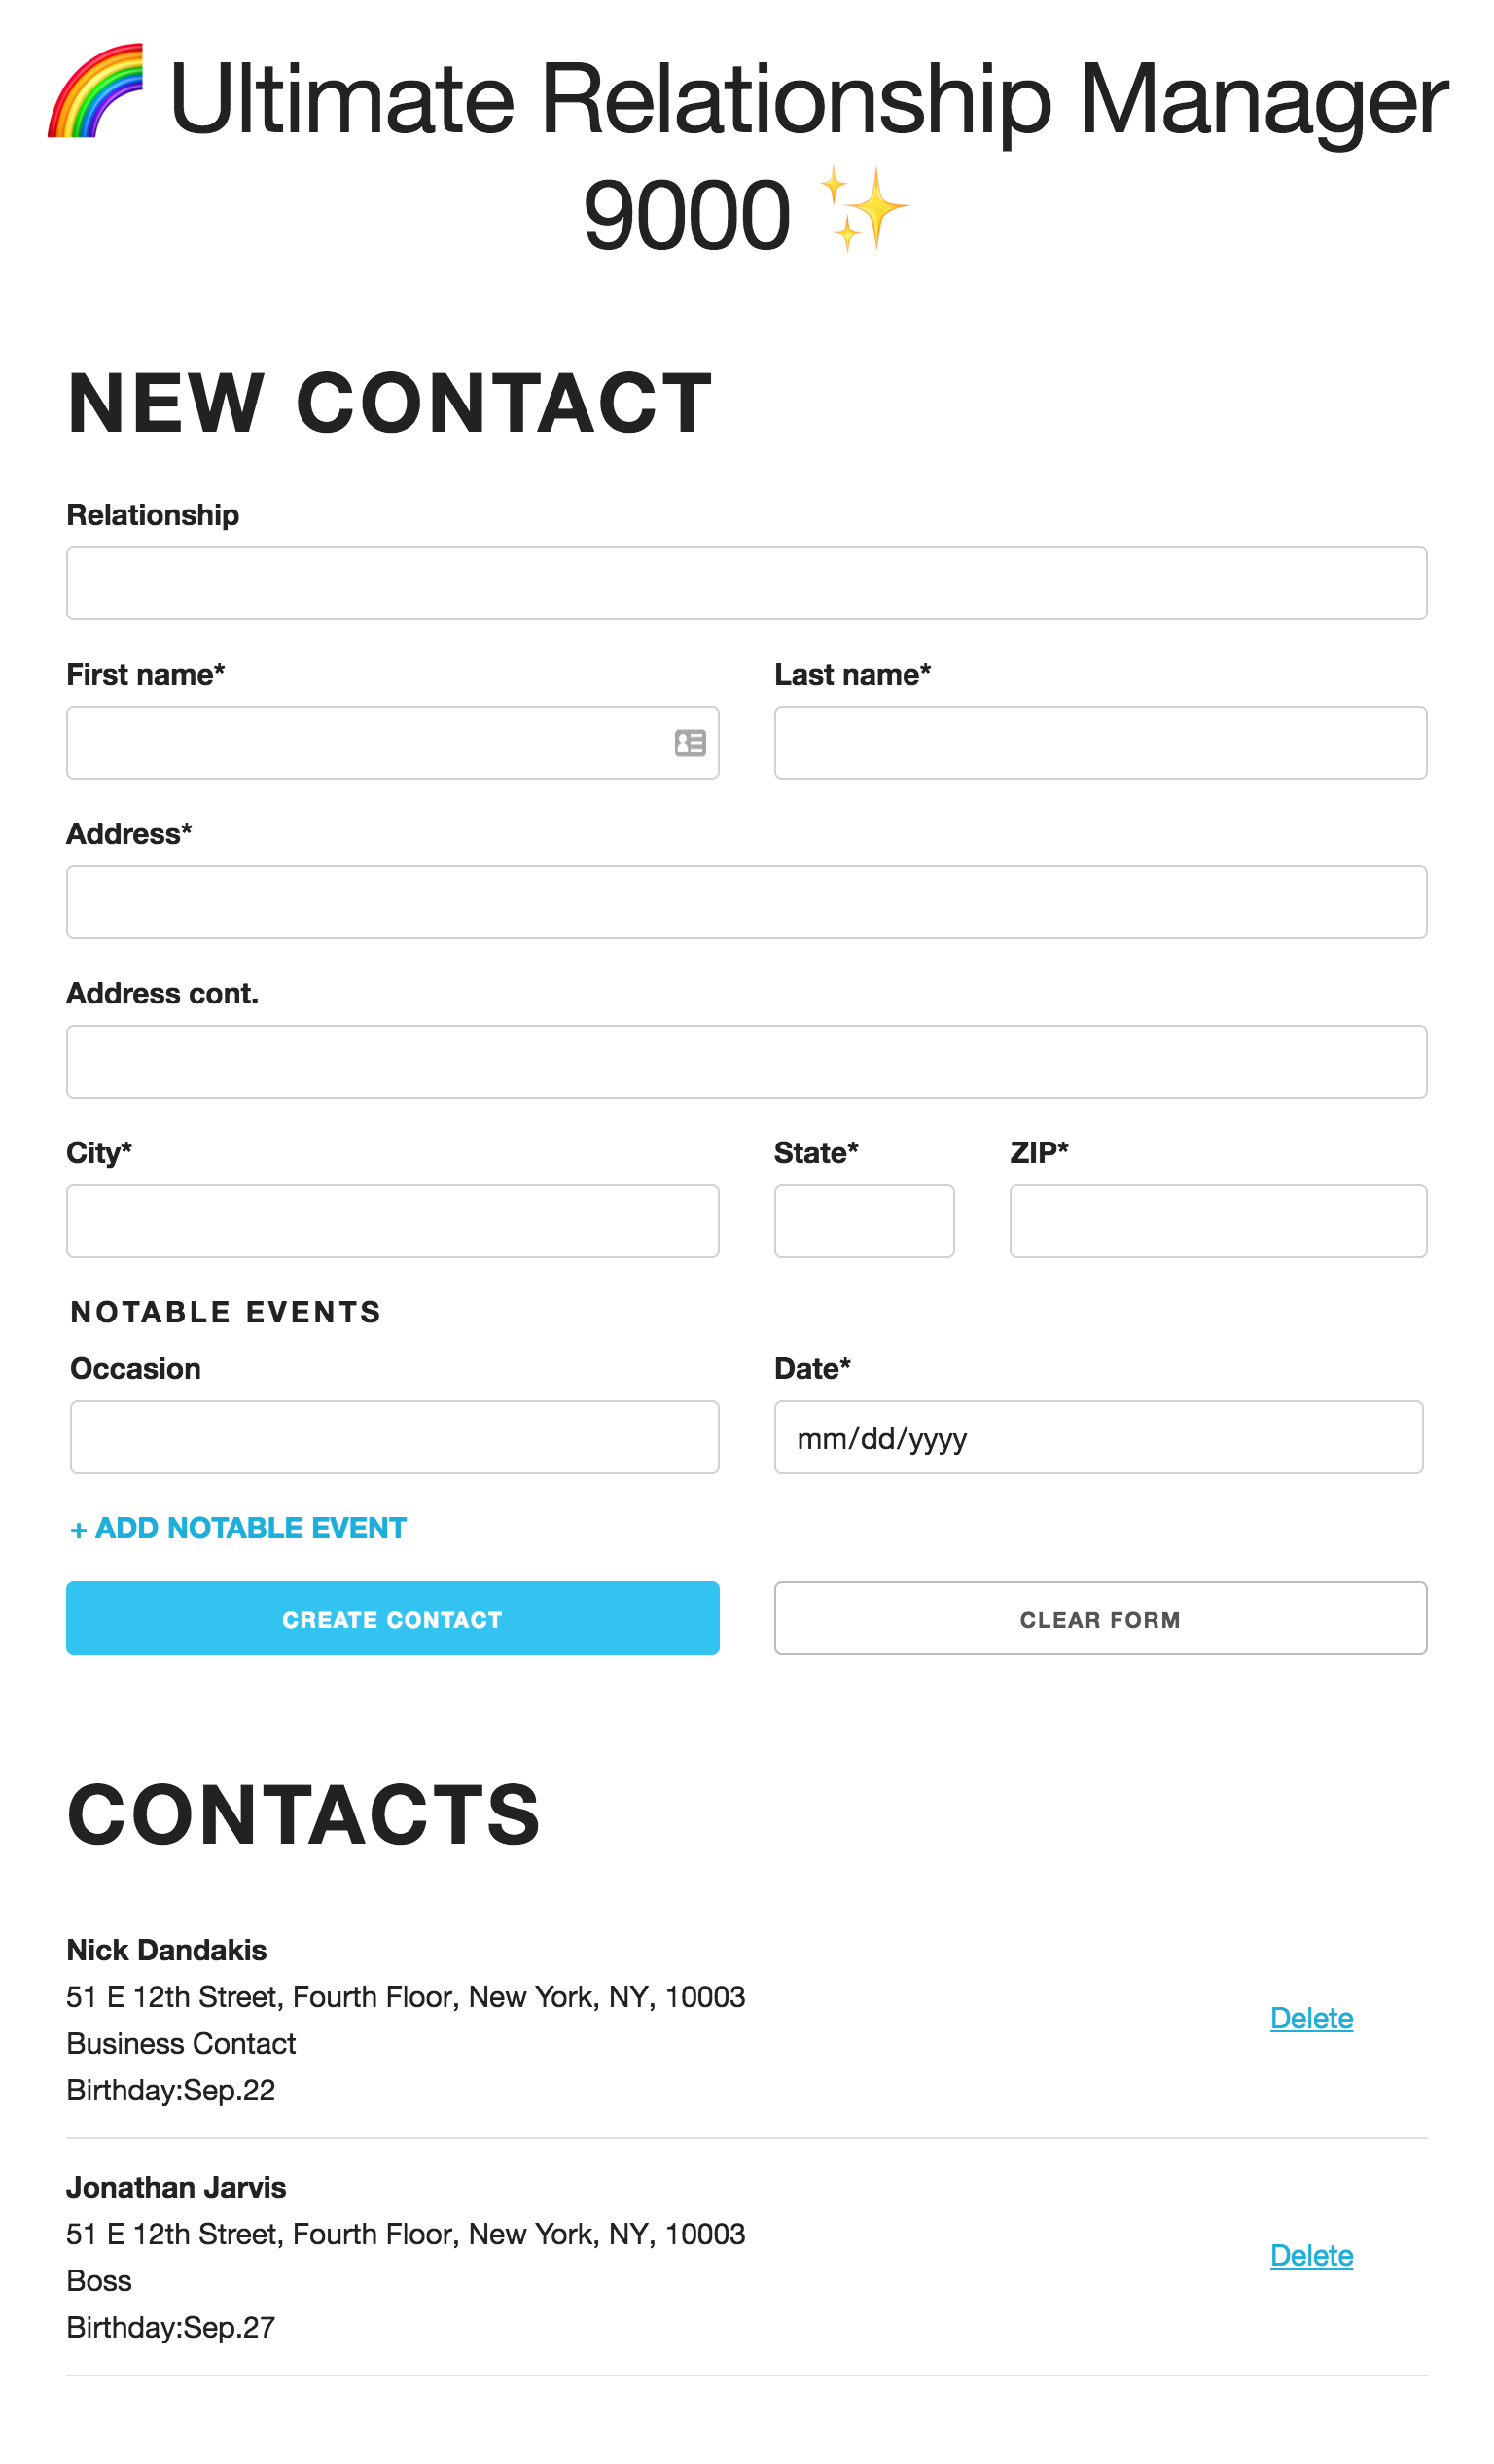 🌈 Ultimate Relationship Manager
9000 ✨
NEW CONTACT
Relationship
First name*
Last name*
Address*
Address cont.
City*
State*
ZIP*
NOTABLE EVENTS
Occasion
Date*
mm/dd/yyyy
+ ADD NOTABLE EVENT
CREATE CONTACT
CLEAR FORM
CONTACTS
Nick Dandakis
51 E 12th Street, Fourth Floor, New York, NY, 10003
Business Contact
Birthday:Sep.22
Delete
Jonathan Jarvis
51 E 12th Street, Fourth Floor, New York, NY, 10003
Boss
Birthday:Sep.27
Delete